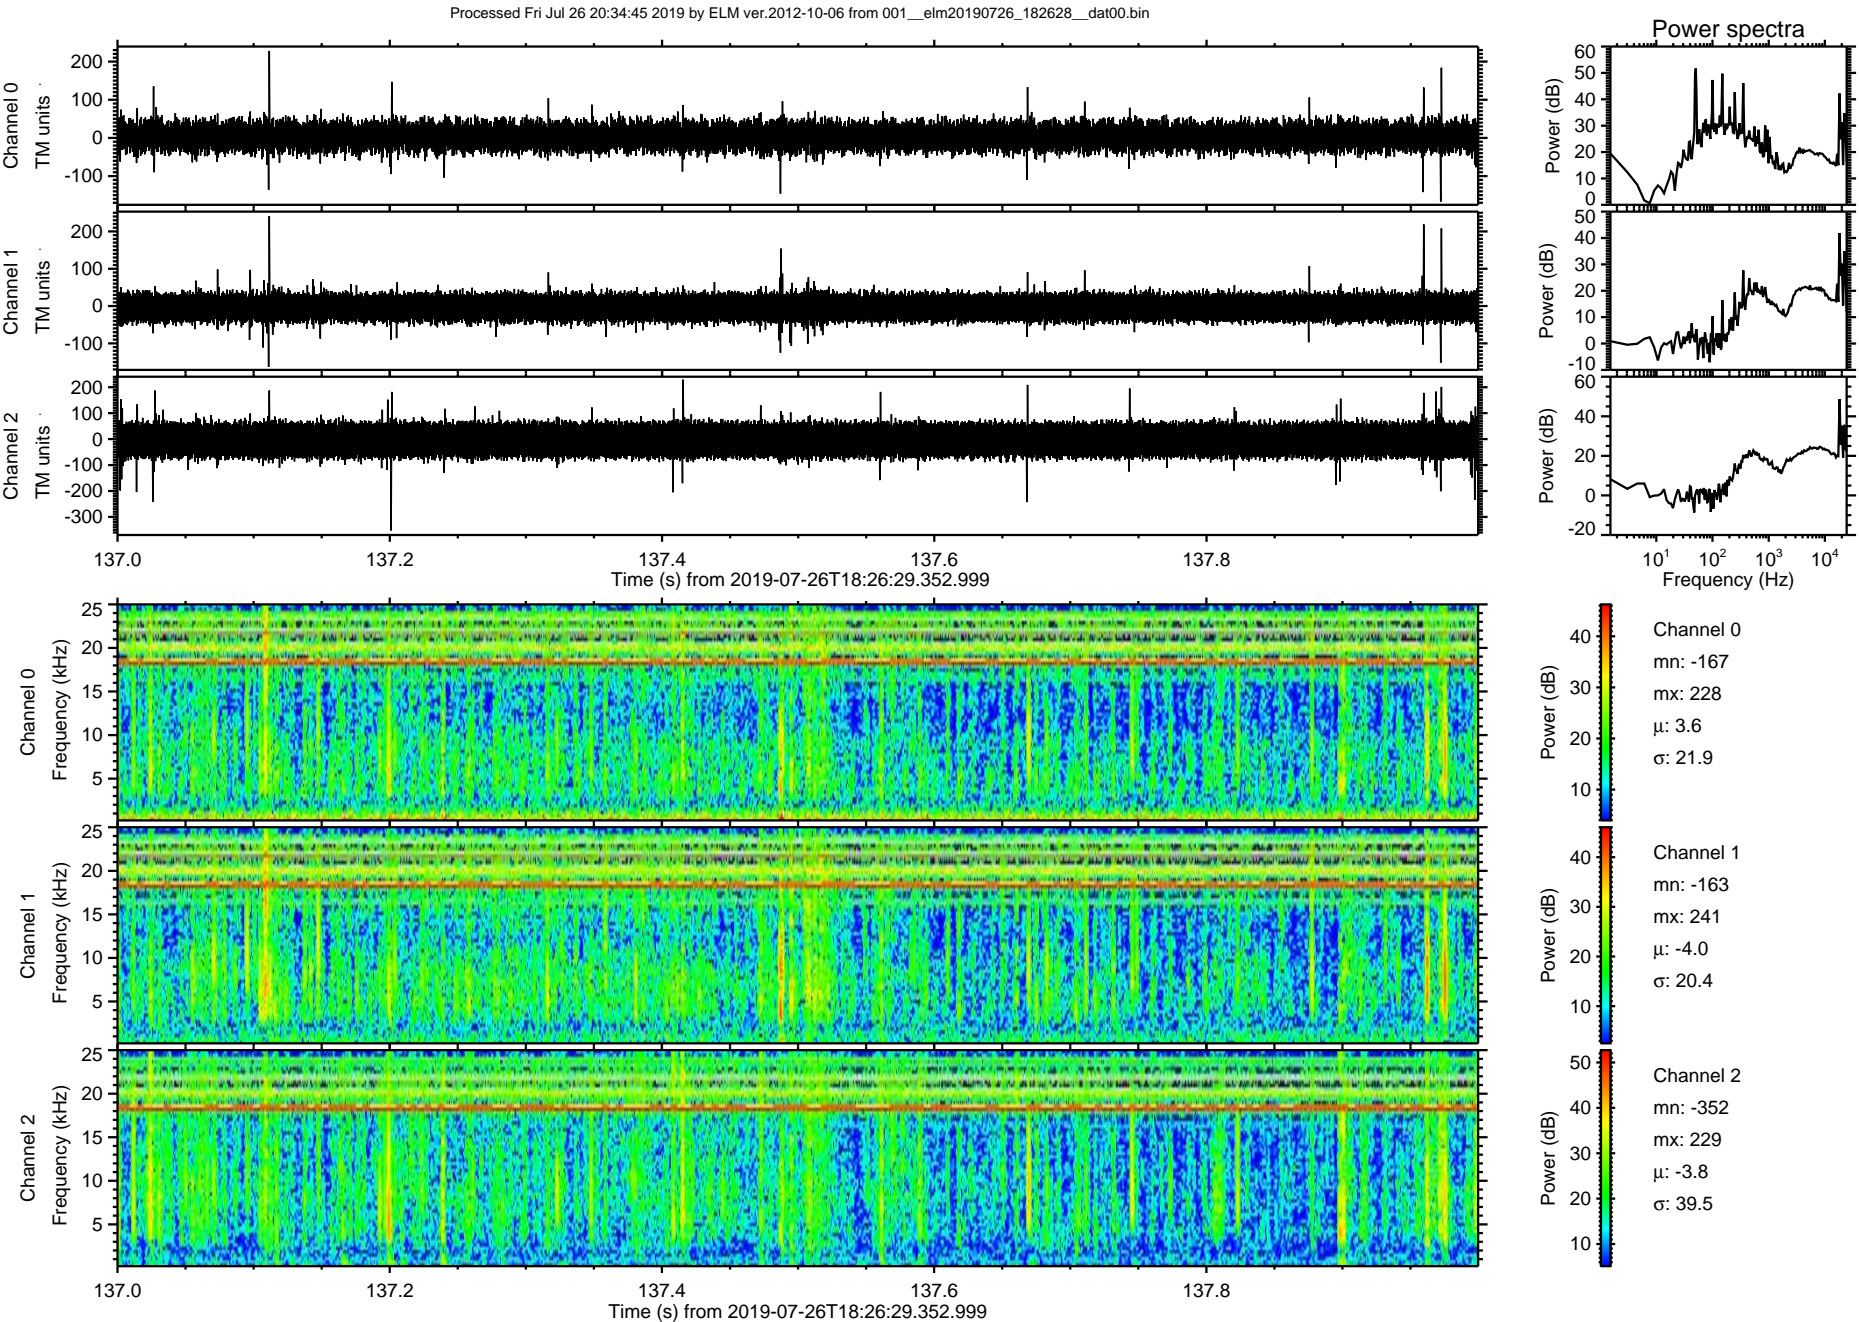 Processed Fri Jul 26 20:34:45 2019 by ELM ver.2012-10-06 from 001__elm20190726_182628__dat00.bin
Power spectra
Channel 0
TM units
200
100
0
-100
Power (dB)
60
50
40
30
20
10
0
Channel 1
TM units
200
100
0
-100
Power (dB)
50
40
30
20
10
0
-10
Channel 2
TM units
200
100
0
-100
-200
-300
Power (dB)
60
40
20
0
-20
137.0 137.2 137.4 137.6 137.8
Time (s) from 2019-07-26T18:26:29.352.999
10¹ 10² 10³ 10⁴
Frequency (Hz)
Channel 0
Frequency (kHz)
25
20
15
10
5
Power (dB)
40
30
20
10
Channel 0
mn: -167
mx: 228
µ: 3.6
σ: 21.9
Channel 1
Frequency (kHz)
25
20
15
10
5
Power (dB)
40
30
20
10
Channel 1
mn: -163
mx: 241
µ: -4.0
σ: 20.4
Channel 2
Frequency (kHz)
25
20
15
10
5
Power (dB)
50
40
30
20
10
Channel 2
mn: -352
mx: 229
µ: -3.8
σ: 39.5
137.0 137.2 137.4 137.6 137.8
Time (s) from 2019-07-26T18:26:29.352.999